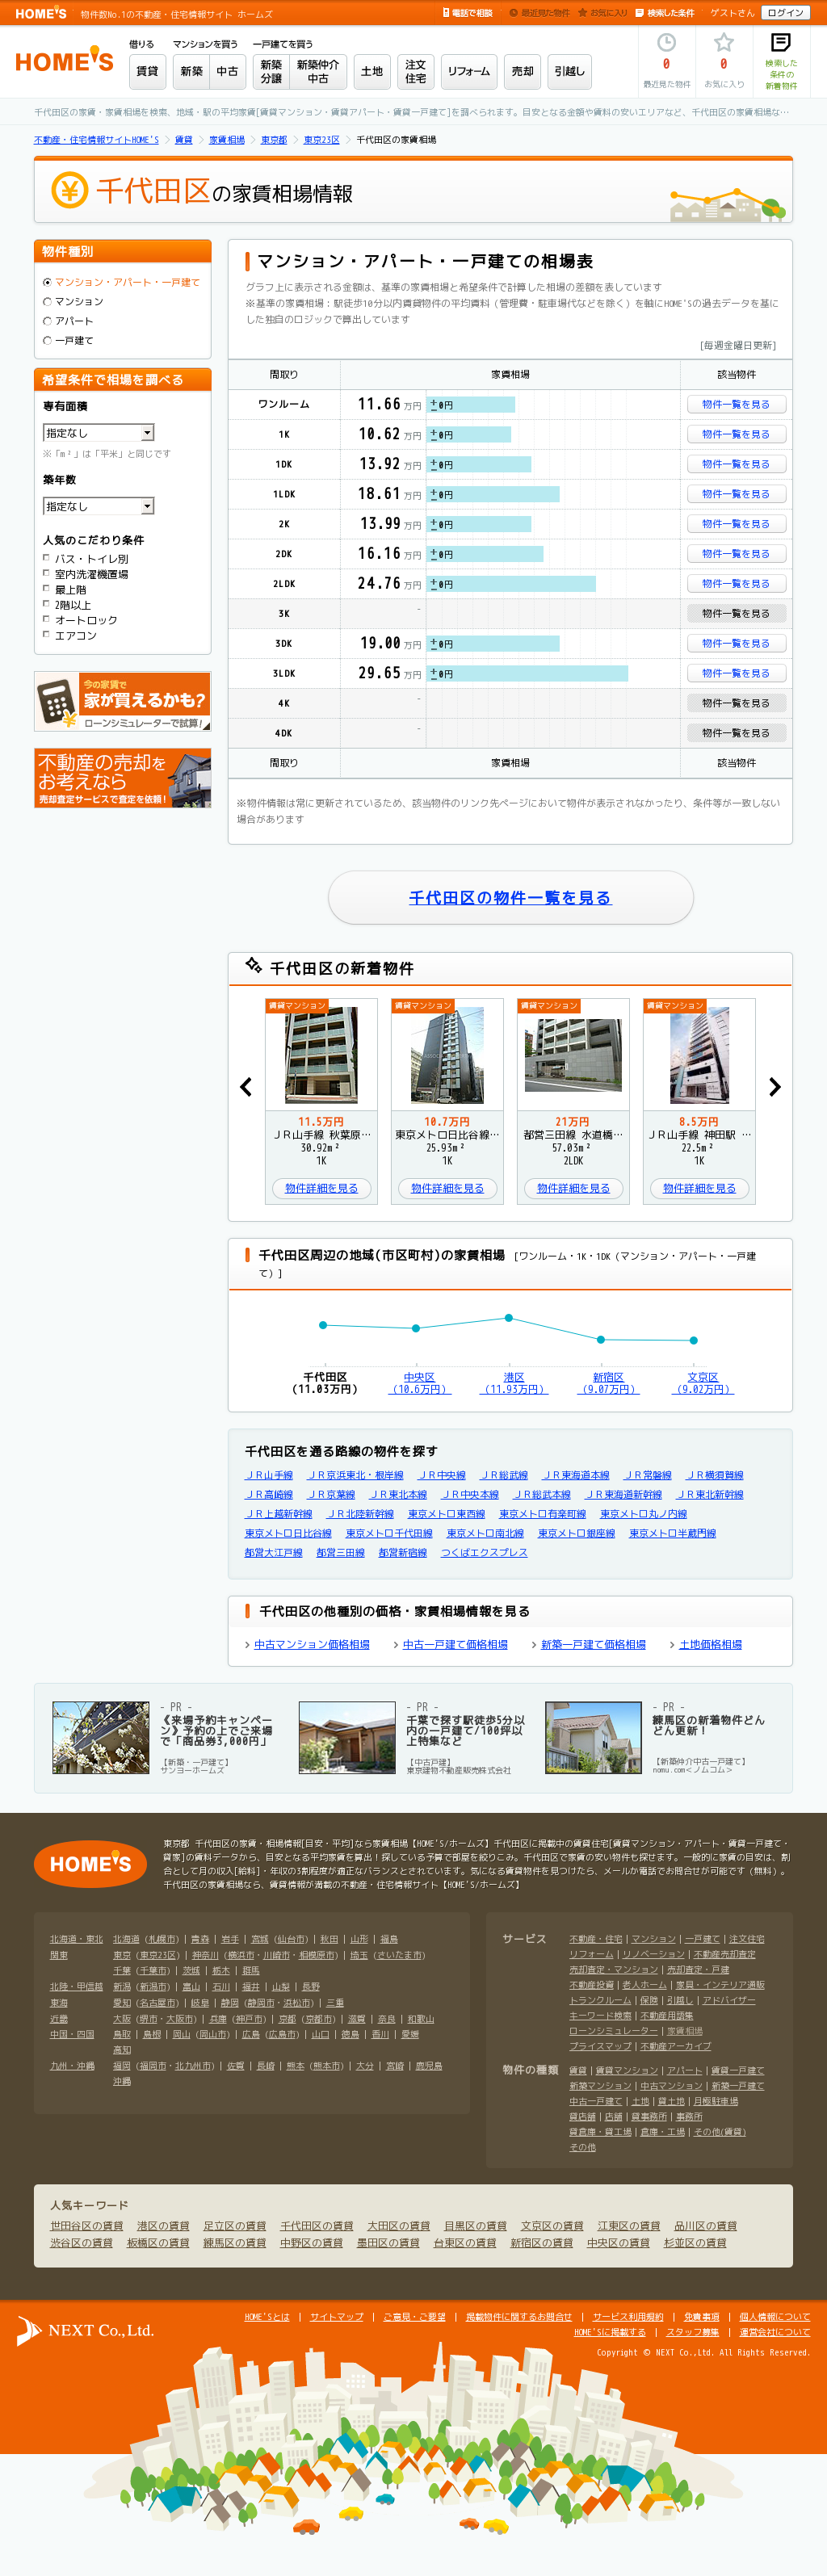 HOME'S 物件数No.1の不動産・住宅情報サイト ホームズ
電話で相談 最近見た物件 お気に入り 検索した条件 ゲストさん ログイン
HOME'S
借りる マンションを買う 一戸建てを買う
賃貸 新築 中古 新築分譲 新築仲介中古 土地 注文住宅 リフォーム 売却 引越し
0 最近見た物件
0 お気に入り
検索した条件の新着物件
千代田区の家賃・家賃相場を検索、地域・駅の平均家賃[賃貸マンション・賃貸アパート・賃貸一戸建て]を調べられます。目安となる金額や賃料の安いエリアなど、千代田区の家賃相場な…
不動産・住宅情報サイトHOME'S 賃貸 家賃相場 東京都 東京23区 千代田区の家賃相場
千代田区の家賃相場情報
物件種別
マンション・アパート・一戸建て
マンション
アパート
一戸建て
希望条件で相場を調べる
専有面積
指定なし
※「m²」は「平米」と同じです
築年数
指定なし
人気のこだわり条件
バス・トイレ別
室内洗濯機置場
最上階
2階以上
オートロック
エアコン
今の家賃で
家が買えるかも?
ローンシミュレーターで試算!
不動産の売却を
お考えなら
売却査定サービスで査定を依頼!
マンション・アパート・一戸建ての相場表
グラフ上に表示される金額は、基準の家賃相場と希望条件で計算した相場の差額を表しています
※基準の家賃相場：駅徒歩10分以内賃貸物件の平均賃料（管理費・駐車場代などを除く）を軸にHOME'Sの過去データを基に
した独自のロジックで算出しています
[毎週金曜日更新]
間取り 家賃相場 該当物件
ワンルーム 11.66万円 ±0円 物件一覧を見る
1K 10.62万円 ±0円 物件一覧を見る
1DK 13.92万円 ±0円 物件一覧を見る
1LDK 18.61万円 ±0円 物件一覧を見る
2K 13.99万円 ±0円 物件一覧を見る
2DK 16.16万円 ±0円 物件一覧を見る
2LDK 24.76万円 ±0円 物件一覧を見る
3K - 物件一覧を見る
3DK 19.00万円 ±0円 物件一覧を見る
3LDK 29.65万円 ±0円 物件一覧を見る
4K - 物件一覧を見る
4DK - 物件一覧を見る
間取り 家賃相場 該当物件
※物件情報は常に更新されているため、該当物件のリンク先ページにおいて物件が表示されなかったり、条件等が一致しない
場合があります
千代田区の物件一覧を見る
千代田区の新着物件
賃貸マンション 賃貸マンション 賃貸マンション 賃貸マンション
11.5万円 10.7万円 21万円 8.5万円
ＪＲ山手線 秋葉原… 東京メトロ日比谷線… 都営三田線 水道橋… ＪＲ山手線 神田駅 …
30.92m² 25.93m² 57.03m² 22.5m²
1K 1K 2LDK 1K
物件詳細を見る 物件詳細を見る 物件詳細を見る 物件詳細を見る
千代田区周辺の地域(市区町村)の家賃相場 [ワンルーム・1K・1DK（マンション・アパート・一戸建
て）]
千代田区 中央区 港区 新宿区 文京区
(11.03万円) (10.6万円) (11.93万円) (9.07万円) (9.02万円)
千代田区を通る路線の物件を探す
ＪＲ山手線 ＪＲ京浜東北・根岸線 ＪＲ中央線 ＪＲ総武線 ＪＲ東海道本線 ＪＲ常磐線 ＪＲ横須賀線
ＪＲ高崎線 ＪＲ京葉線 ＪＲ東北本線 ＪＲ中央本線 ＪＲ総武本線 ＪＲ東海道新幹線 ＪＲ東北新幹線
ＪＲ上越新幹線 ＪＲ北陸新幹線 東京メトロ東西線 東京メトロ有楽町線 東京メトロ丸ノ内線
東京メトロ日比谷線 東京メトロ千代田線 東京メトロ南北線 東京メトロ銀座線 東京メトロ半蔵門線
都営大江戸線 都営三田線 都営新宿線 つくばエクスプレス
千代田区の他種別の価格・家賃相場情報を見る
中古マンション価格相場 中古一戸建て価格相場 新築一戸建て価格相場 土地価格相場
- PR -
《来場予約キャンペー
ン》予約の上でご来場
で「商品券3,000円」
【新築・一戸建て】
サンヨーホームズ
- PR -
千葉で探す駅徒歩5分以
内の一戸建て/100坪以
上特集など
【中古戸建】
東京建物不動産販売株式会社
- PR -
練馬区の新着物件どん
どん更新！
【新築仲介中古一戸建て】
nomu.com＜ノムコム＞
HOME'S
東京都 千代田区の家賃・相場情報[目安・平均]なら家賃相場【HOME'S/ホームズ】千代田区に掲載中の賃貸住宅[賃貸マンション・アパート・賃貸一戸建て・
貸家]の賃料データから、目安となる平均家賃を算出！探している予算で部屋を絞りこみ。千代田区で家賃の安い物件も探せます。一般的に家賃の目安は、割
合として月の収入[給料]・年収の3割程度が適正なバランスとされています。気になる賃貸物件を見つけたら、メールか電話でお問合せが可能です（無料）。
千代田区の家賃相場なら、賃貸情報が満載の不動産・住宅情報サイト【HOME'S/ホームズ】
北海道・東北 北海道 (札幌市) | 青森 | 岩手 | 宮城 (仙台市) | 秋田 | 山形 | 福島
関東 東京 (東京23区) | 神奈川 (横浜市・川崎市・相模原市) | 埼玉 (さいたま市)
千葉 (千葉市) | 茨城 | 栃木 | 群馬
北陸・甲信越 新潟 (新潟市) | 富山 | 石川 | 福井 | 山梨 | 長野
東海 愛知 (名古屋市) | 岐阜 | 静岡 (静岡市・浜松市) | 三重
近畿 大阪 (堺市・大阪市) | 兵庫 (神戸市) | 京都 (京都市) | 滋賀 | 奈良 | 和歌山
中国・四国 鳥取 | 島根 | 岡山 (岡山市) | 広島 (広島市) | 山口 | 徳島 | 香川 | 愛媛
高知
九州・沖縄 福岡 (福岡市・北九州市) | 佐賀 | 長崎 | 熊本 (熊本市) | 大分 | 宮崎 | 鹿児島
沖縄
サービス 不動産・住宅 | マンション | 一戸建て | 注文住宅
リフォーム | リノベーション | 不動産売却査定
売却査定・マンション | 売却査定・戸建
不動産投資 | 老人ホーム | 家具・インテリア通販
トランクルーム | 保険 | 引越し | アドバイザー
キーワード検索 | 不動産用語集
ローンシミュレーター | 家賃相場
プライスマップ | 不動産アーカイブ
物件の種類 賃貸 | 賃貸マンション | アパート | 賃貸一戸建て
新築マンション | 中古マンション | 新築一戸建て
中古一戸建て | 土地 | 貸土地 | 月極駐車場
貸店舗 | 店舗 | 貸事務所 | 事務所
貸倉庫・貸工場 | 倉庫・工場 | その他(賃貸)
その他
人気キーワード
世田谷区の賃貸 港区の賃貸 足立区の賃貸 千代田区の賃貸 大田区の賃貸 目黒区の賃貸 文京区の賃貸 江東区の賃貸 品川区の賃貸
渋谷区の賃貸 板橋区の賃貸 練馬区の賃貸 中野区の賃貸 墨田区の賃貸 台東区の賃貸 新宿区の賃貸 中央区の賃貸 杉並区の賃貸
NEXT Co.,Ltd.
HOME'Sとは | サイトマップ | ご意見・ご要望 | 掲載物件に関するお問合せ | サービス利用規約 | 免責事項 | 個人情報について
HOME'Sに掲載する | スタッフ募集 | 運営会社について
Copyright © NEXT Co.,Ltd. All Rights Reserved.